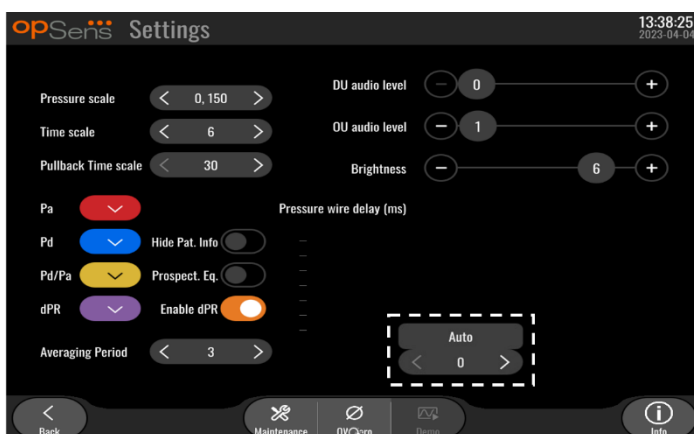 opSens Settings
13:38:25
2023-04-04
Pressure scale 0, 150
Time scale 6
Pullback Time scale 30
DU audio level 0
OU audio level 1
Brightness 6
Pa
Pressure wire delay (ms)
Pd Hide Pat. Info
Pd/Pa Prospect. Eq.
dPR Enable dPR
Averaging Period 3
Auto
0
Back
Maintenance
Demo
Info